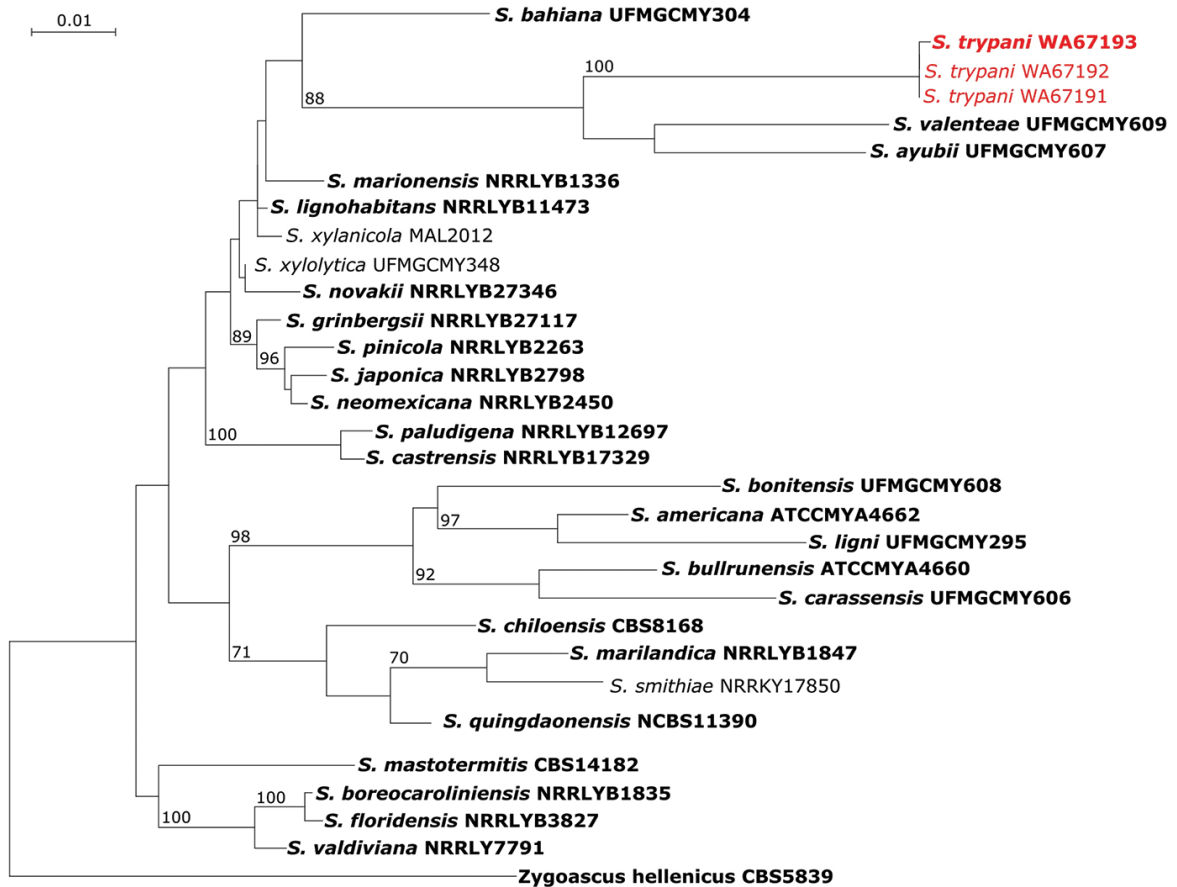 0.01
S. bahiana UFMGCMY304
S. trypani WA67193
100
S. trypani WA67192
S. trypani WA67191
88
S. valenteae UFMGCMY609
S. ayubii UFMGCMY607
S. marionensis NRRLYB1336
S. lignohabitans NRRLYB11473
S. xylanicola MAL2012
S. xylolytica UFMGCMY348
S. novakii NRRLYB27346
S. grinbergsii NRRLYB27117
89
S. pinicola NRRLYB2263
96
S. japonica NRRLYB2798
S. neomexicana NRRLYB2450
S. paludigena NRRLYB12697
100
S. castrensis NRRLYB17329
S. bonitensis UFMGCMY608
S. americana ATCCMYA4662
97
98
S. ligni UFMGCMY295
S. bullrunensis ATCCMYA4660
92
S. carassensis UFMGCMY606
S. chiloensis CBS8168
71
70
S. marilandica NRRLYB1847
S. smithiae NRRKY17850
S. quingdaonensis NCBS11390
S. mastotermitis CBS14182
100
S. boreocaroliniensis NRRLYB1835
100
S. floridensis NRRLYB3827
S. valdiviana NRRLY7791
Zygoascus hellenicus CBS5839